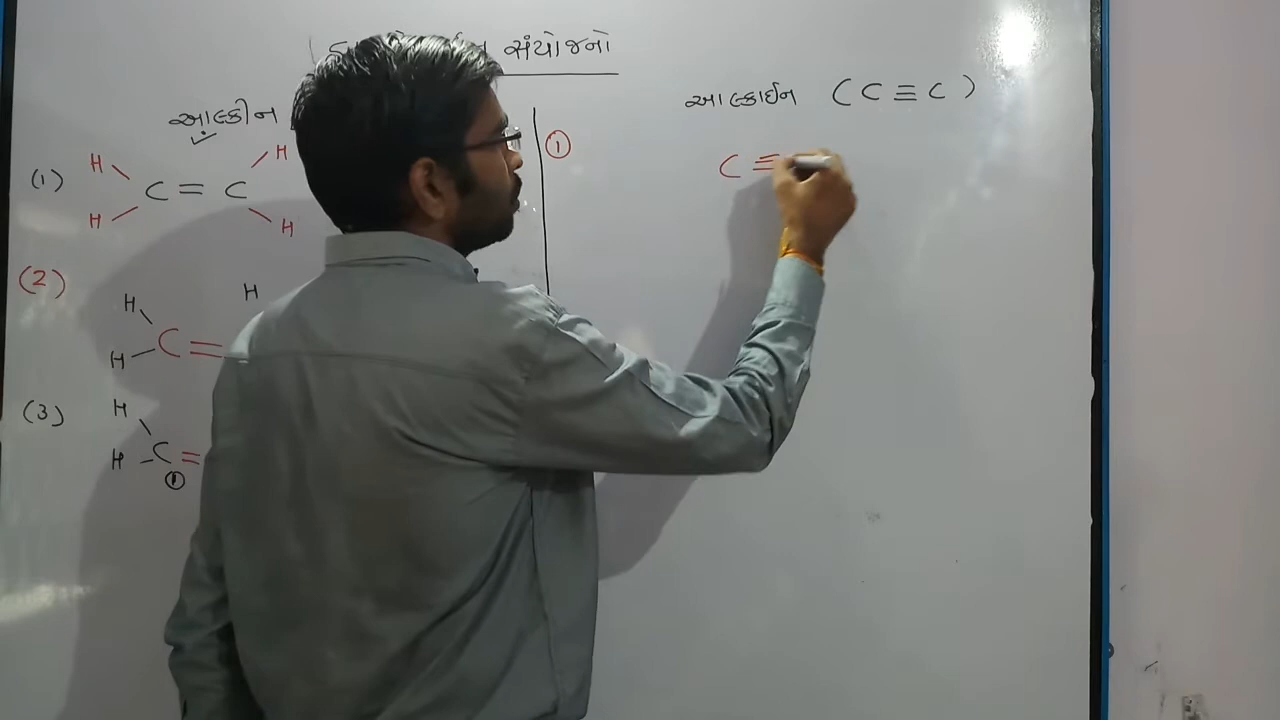 સંયોજનો
આલ્કીન
(1) H H
C = C
H H
(2) H H
C =
H
(3) H
H - C =
1
આલ્કાઈન (C ≡ C)
① C ≡